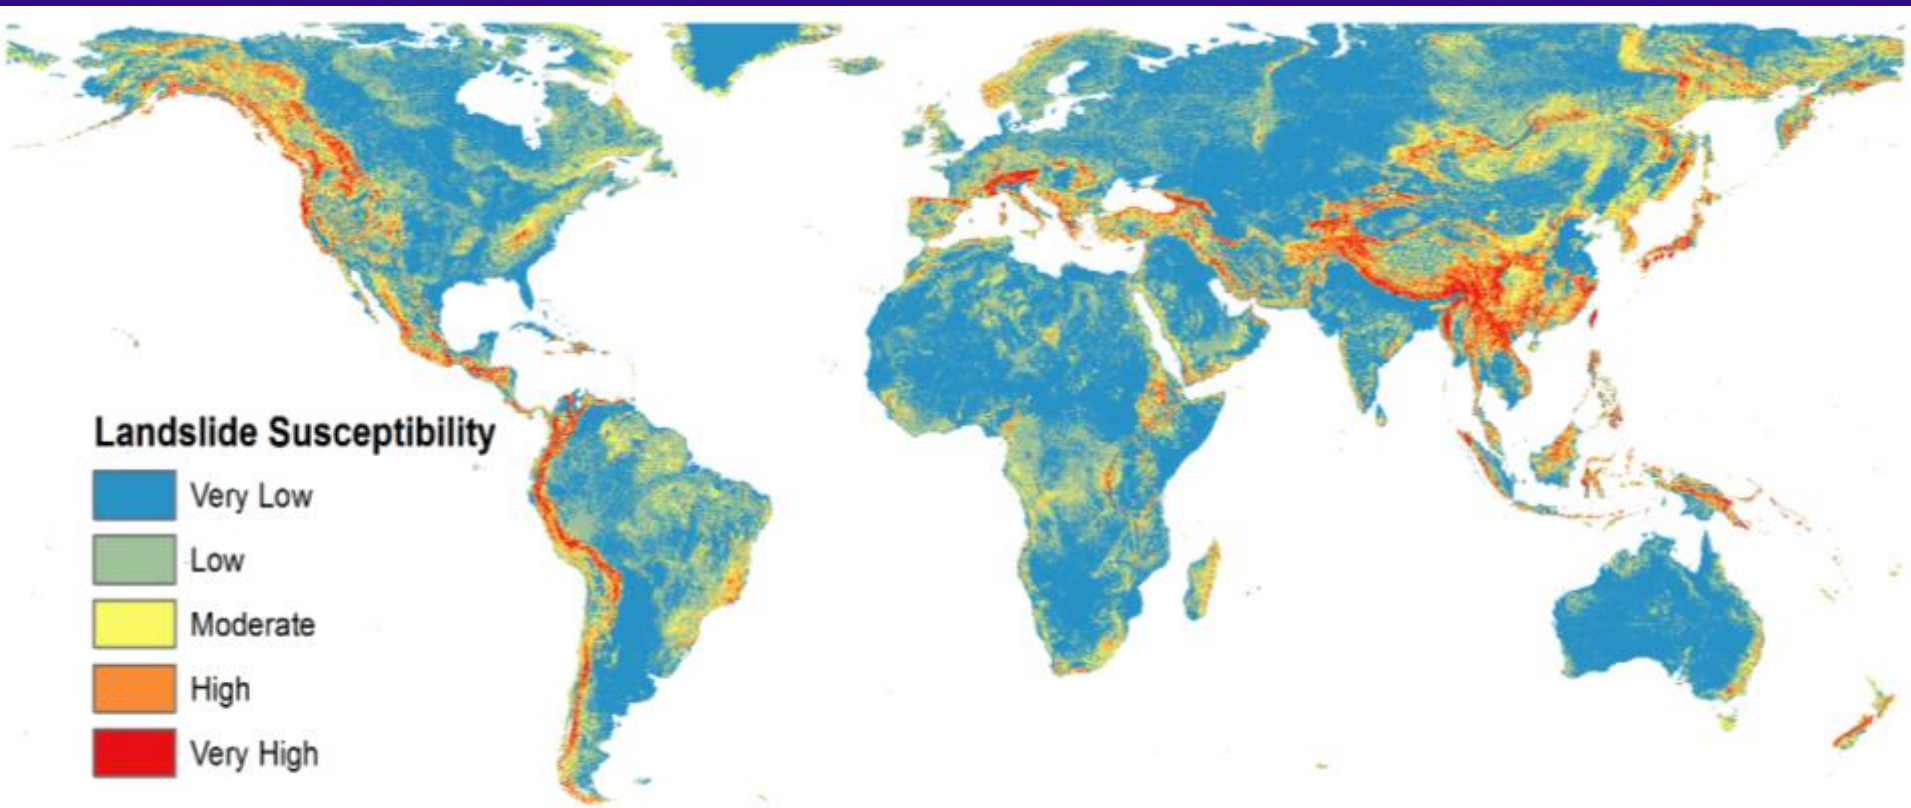 Landslide Susceptibility
Very Low
Low
Moderate
High
Very High